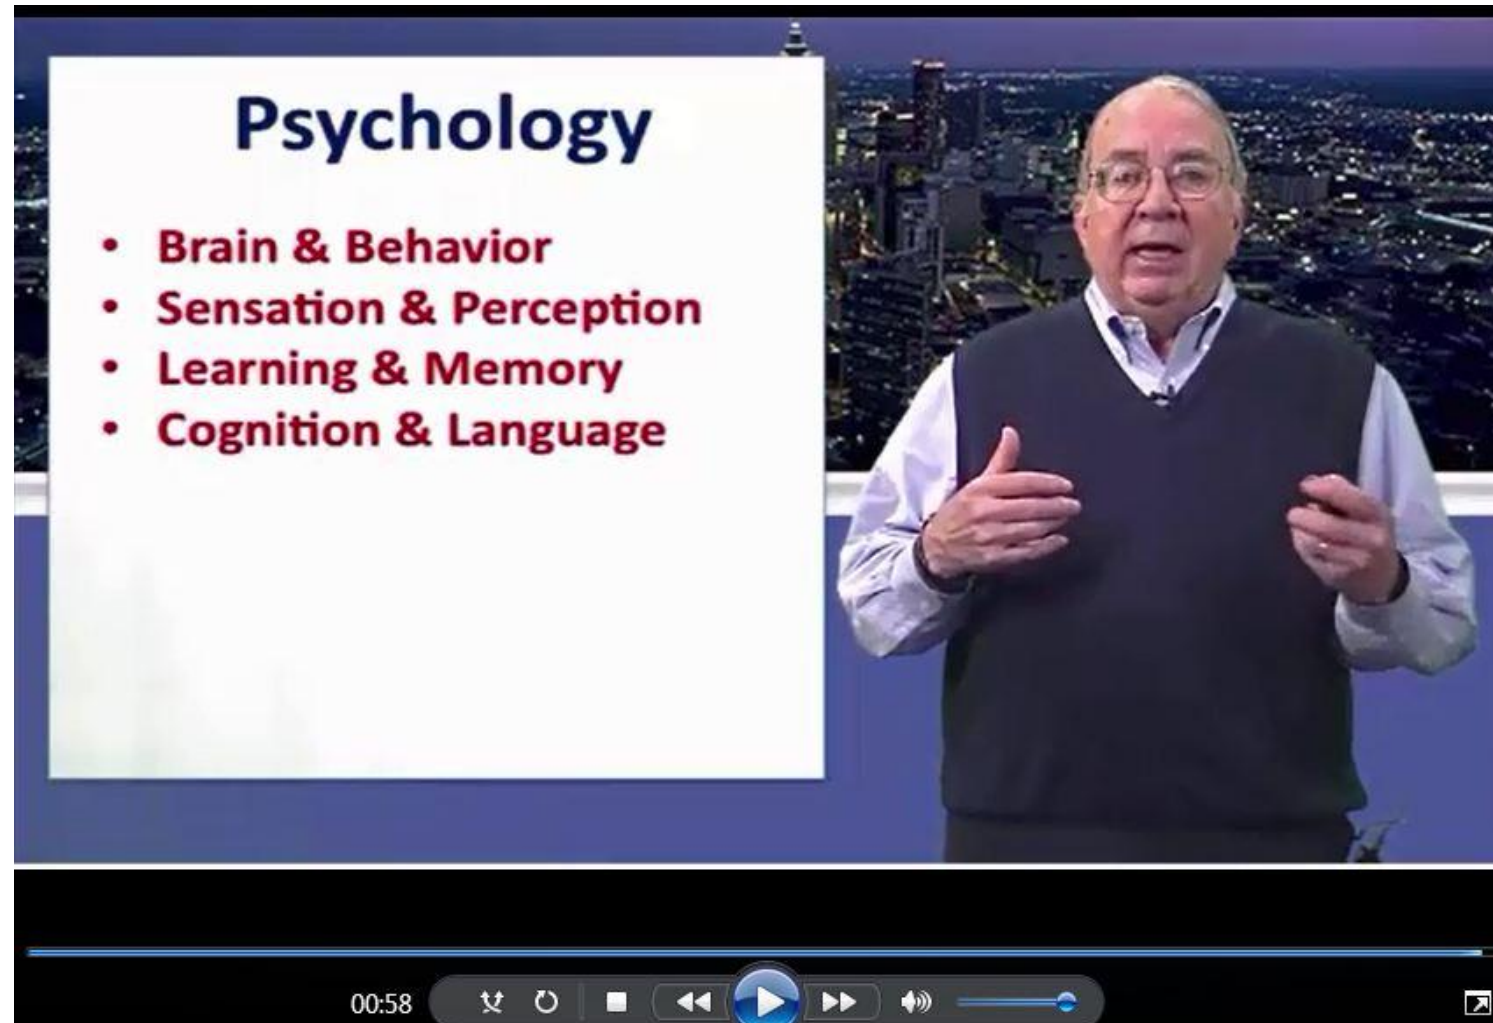 Psychology
• Brain & Behavior
• Sensation & Perception
• Learning & Memory
• Cognition & Language
00:58